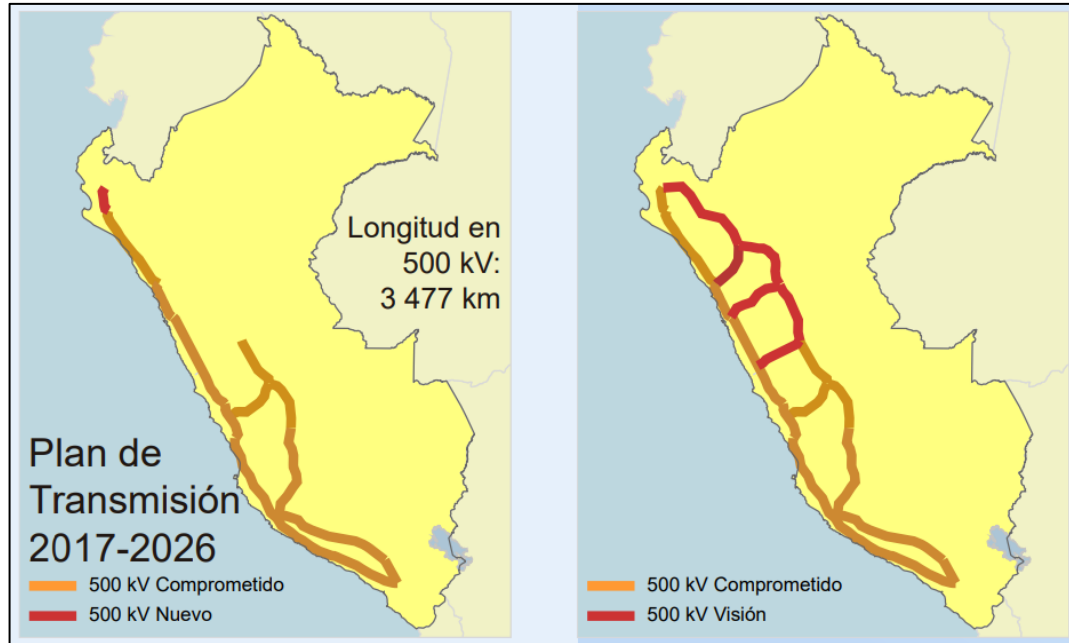 Longitud en
500 kV:
3 477 km
Plan de
Transmisión
2017-2026
500 kV Comprometido
500 kV Nuevo
500 kV Comprometido
500 kV Visión